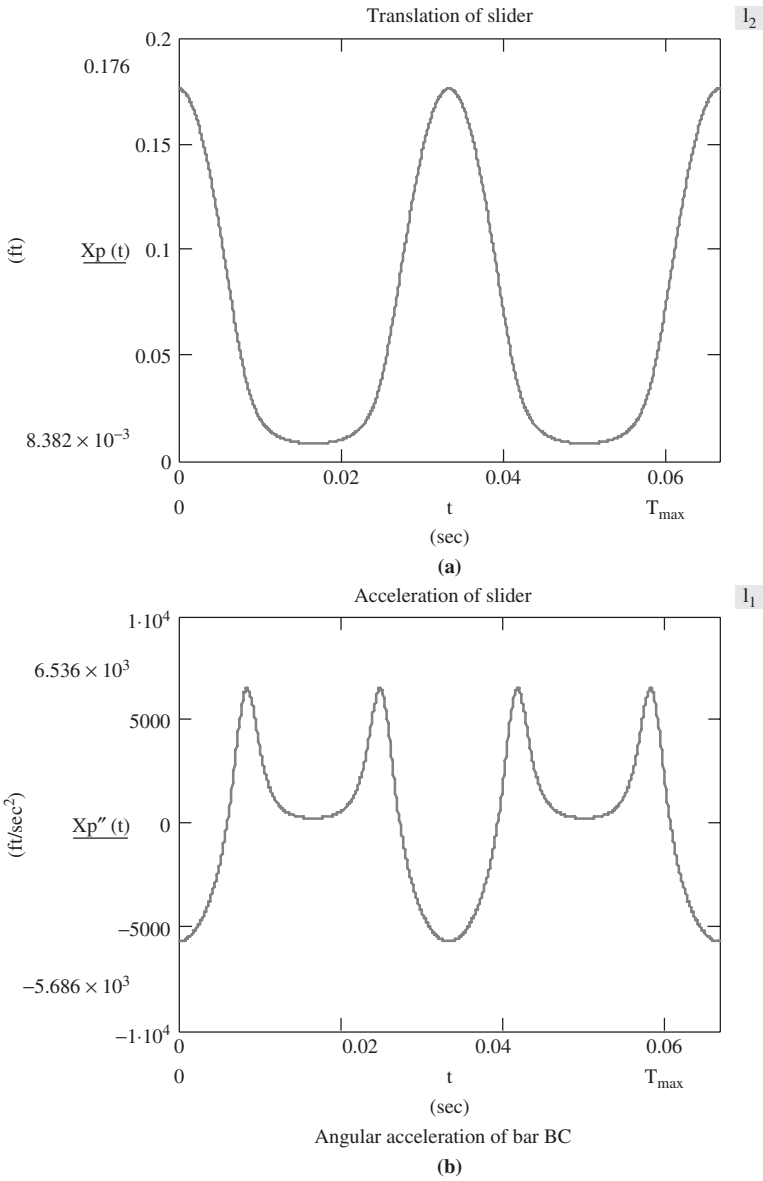 Translation of slider
l₂
0.2
0.176
0.15
(ft)
Xp (t)
0.1
0.05
8.382 × 10⁻³
0
0 0.02 0.04 0.06
0 t Tmax
(sec)
(a)
Acceleration of slider
l₁
1·10⁴
6.536 × 10³
5000
(ft/sec²)
Xp″ (t)
0
−5000
−5.686 × 10³
−1·10⁴
0 0.02 0.04 0.06
0 t Tmax
(sec)
Angular acceleration of bar BC
(b)